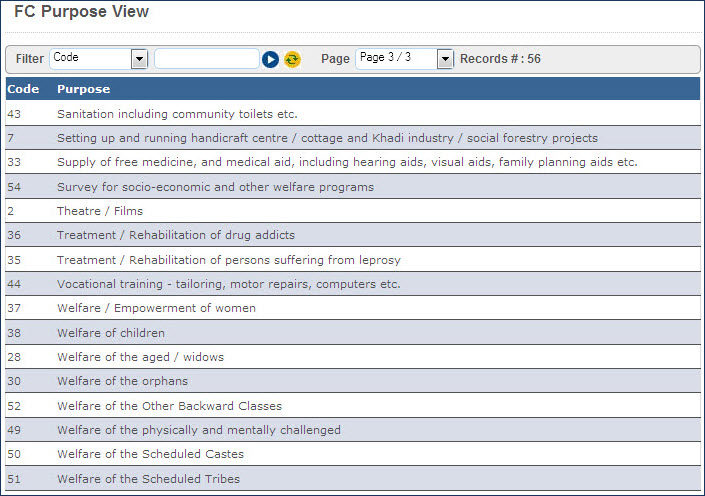 FC Purpose View
Filter Code Page Page 3 / 3 Records # : 56
Code Purpose
43 Sanitation including community toilets etc.
7 Setting up and running handicraft centre / cottage and Khadi industry / social forestry projects
33 Supply of free medicine, and medical aid, including hearing aids, visual aids, family planning aids etc.
54 Survey for socio-economic and other welfare programs
2 Theatre / Films
36 Treatment / Rehabilitation of drug addicts
35 Treatment / Rehabilitation of persons suffering from leprosy
44 Vocational training - tailoring, motor repairs, computers etc.
37 Welfare / Empowerment of women
38 Welfare of children
28 Welfare of the aged / widows
30 Welfare of the orphans
52 Welfare of the Other Backward Classes
49 Welfare of the physically and mentally challenged
50 Welfare of the Scheduled Castes
51 Welfare of the Scheduled Tribes